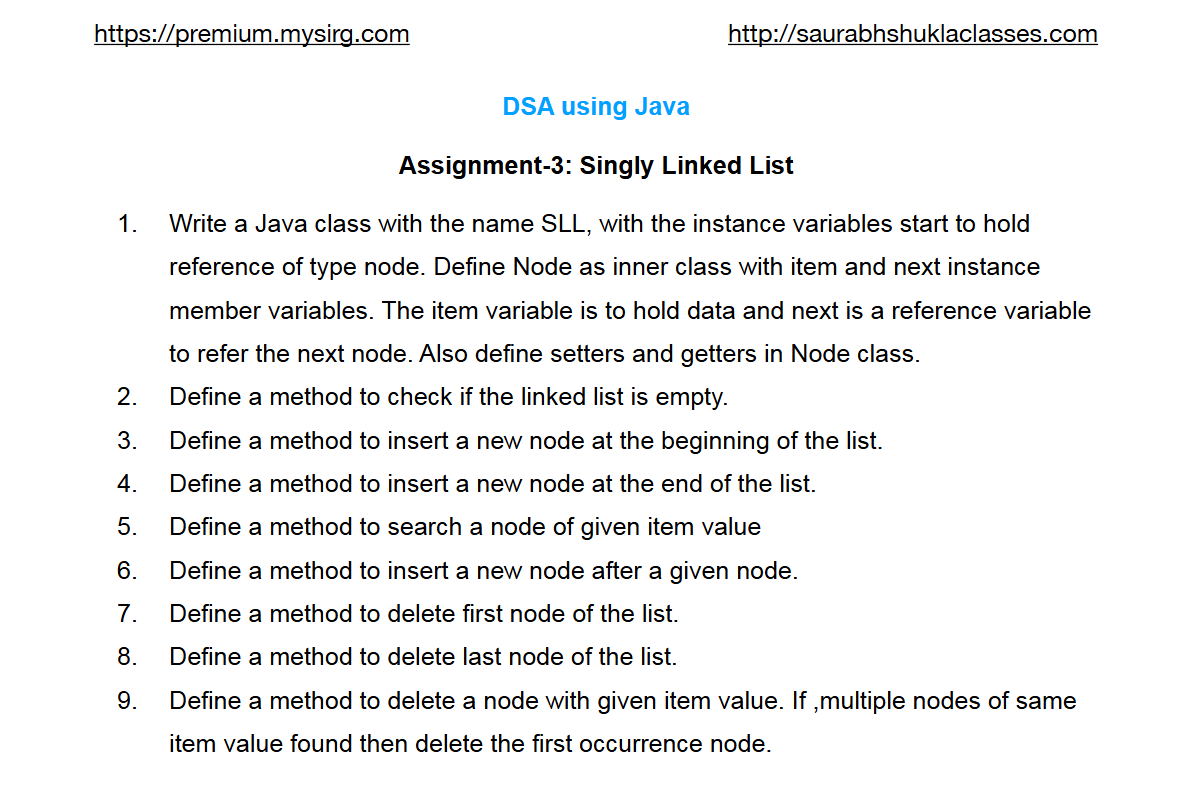 https://premium.mysirg.com http://saurabhshuklaclasses.com
DSA using Java
Assignment-3: Singly Linked List
1. Write a Java class with the name SLL, with the instance variables start to hold
reference of type node. Define Node as inner class with item and next instance
member variables. The item variable is to hold data and next is a reference variable
to refer the next node. Also define setters and getters in Node class.
2. Define a method to check if the linked list is empty.
3. Define a method to insert a new node at the beginning of the list.
4. Define a method to insert a new node at the end of the list.
5. Define a method to search a node of given item value
6. Define a method to insert a new node after a given node.
7. Define a method to delete first node of the list.
8. Define a method to delete last node of the list.
9. Define a method to delete a node with given item value. If ,multiple nodes of same
item value found then delete the first occurrence node.